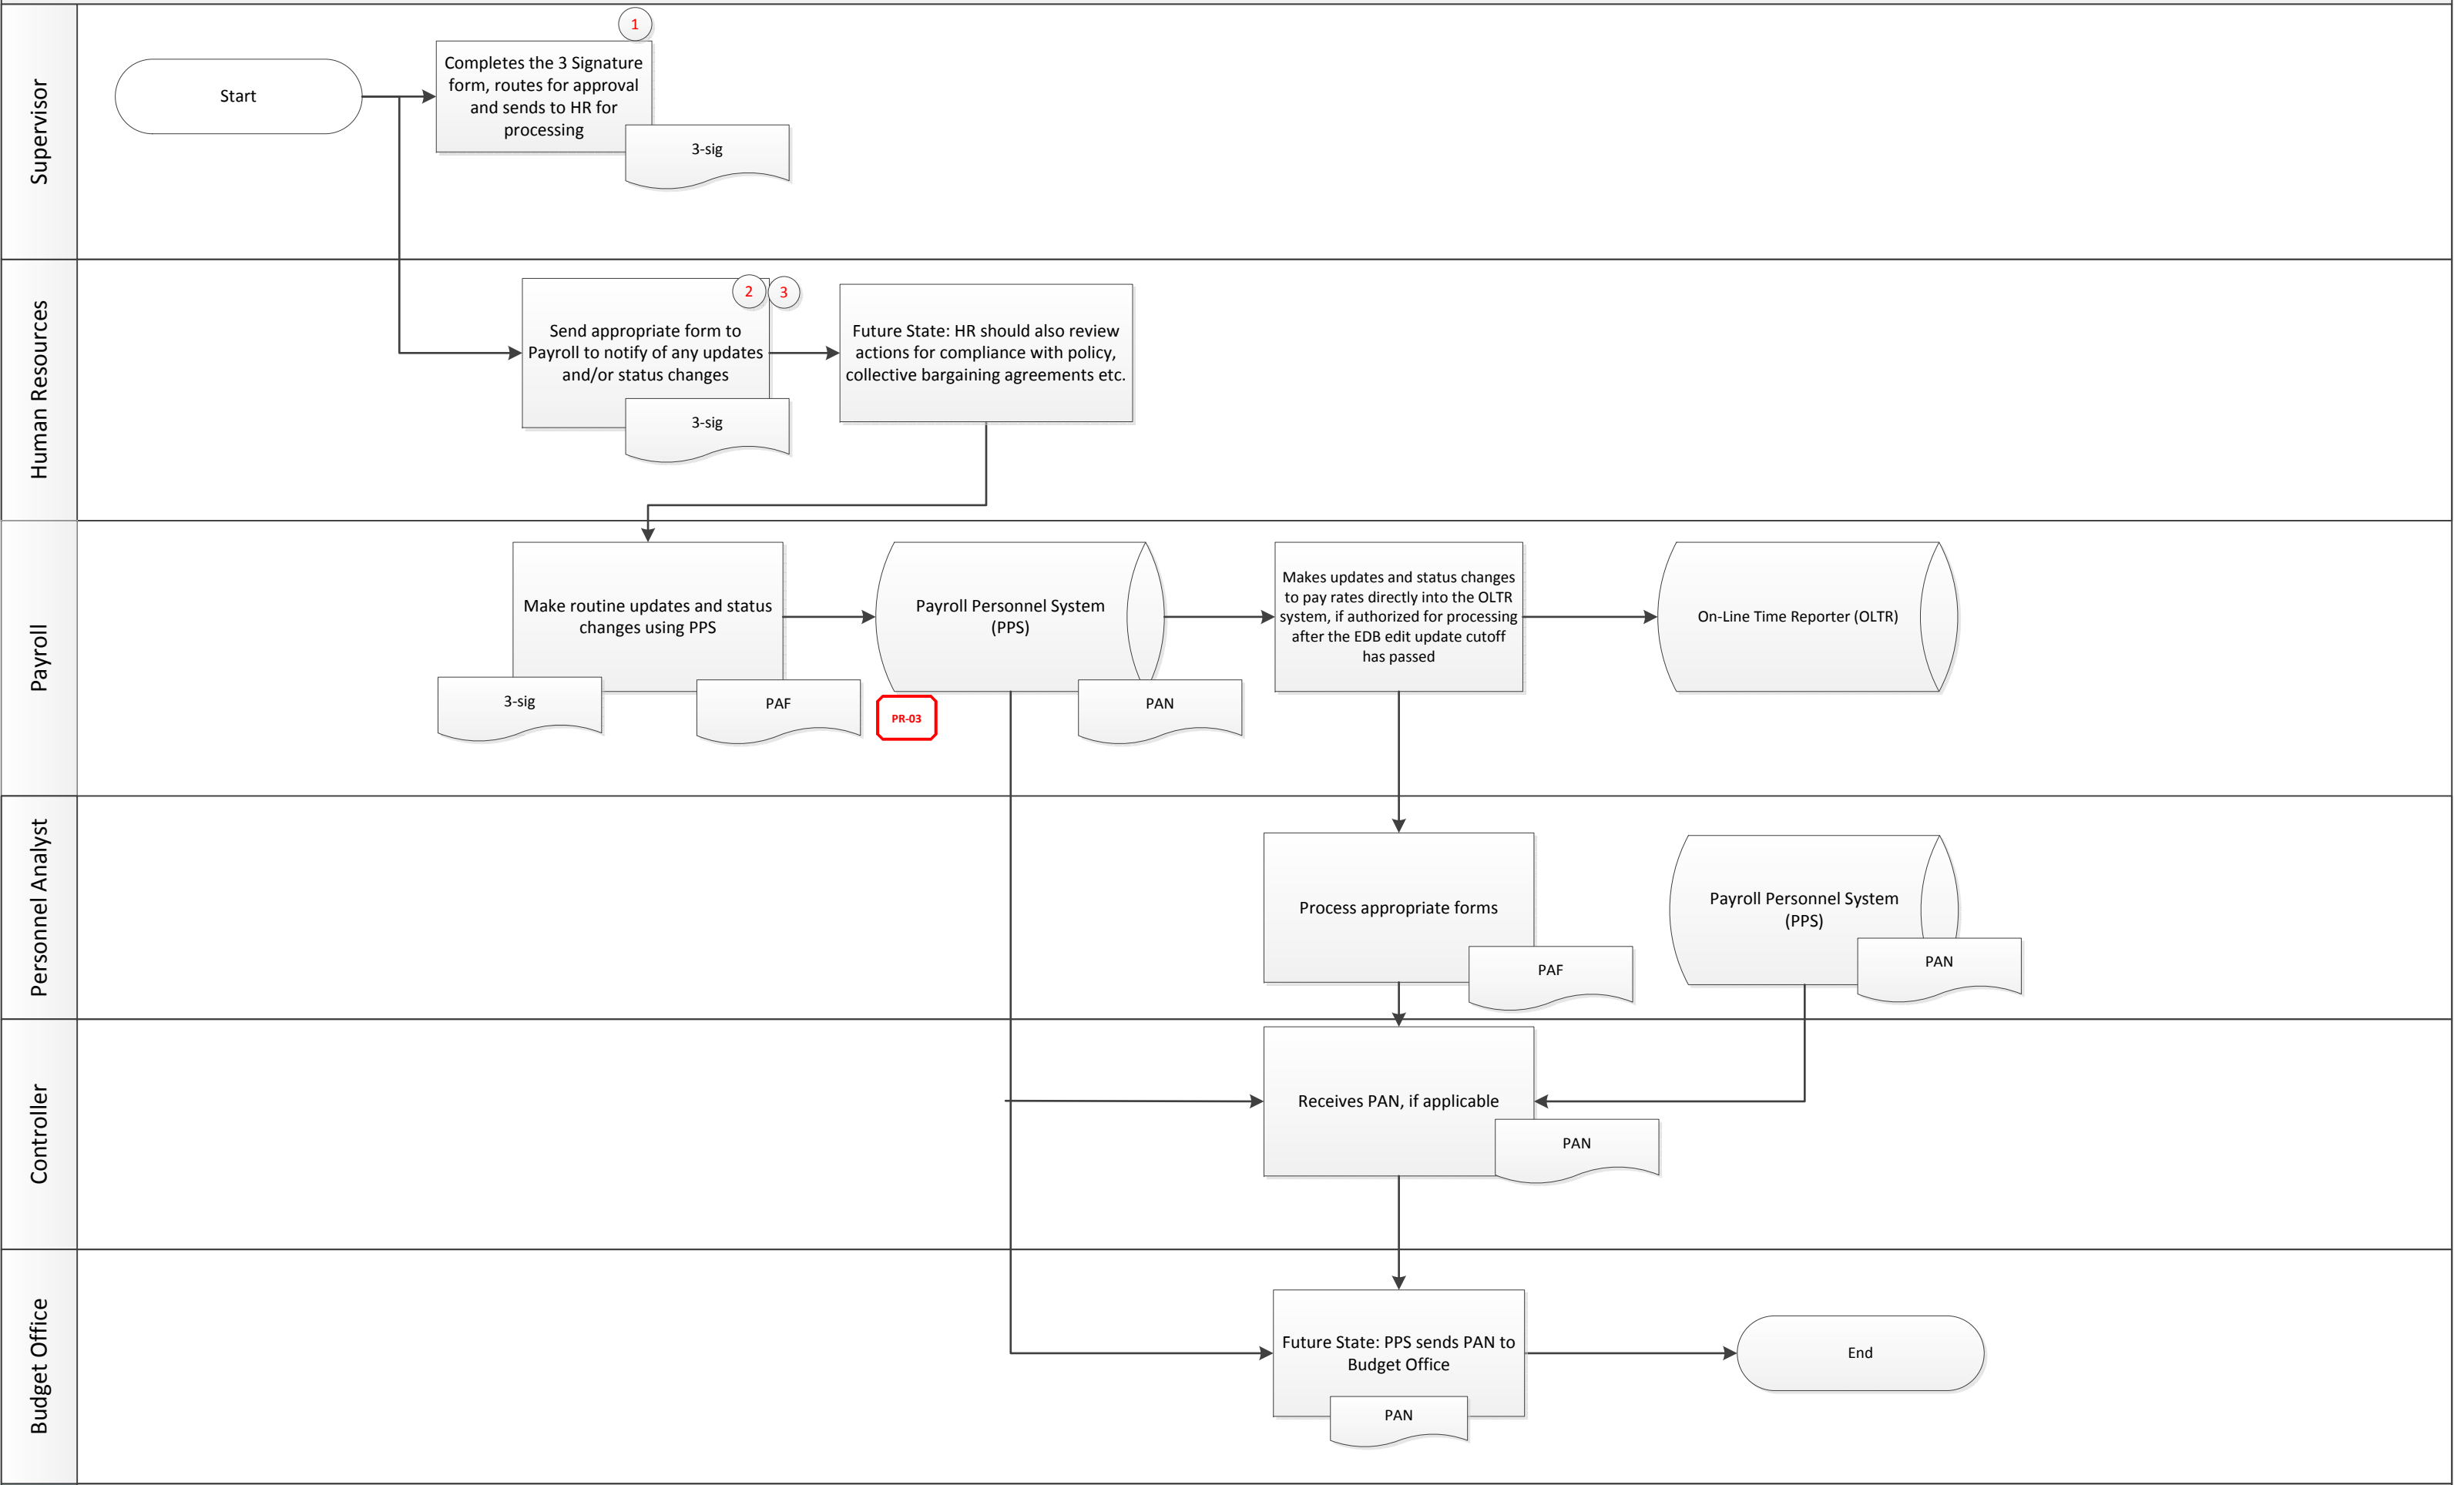 Supervisor
Start
1
Completes the 3 Signature
form, routes for approval
and sends to HR for
processing
3-sig
Human Resources
2
3
Send appropriate form to
Payroll to notify of any updates
and/or status changes
3-sig
Future State: HR should also review
actions for compliance with policy,
collective bargaining agreements etc.
Payroll
Make routine updates and status
changes using PPS
3-sig
PAF
Payroll Personnel System
(PPS)
PR-03
PAN
Makes updates and status changes
to pay rates directly into the OLTR
system, if authorized for processing
after the EDB edit update cutoff
has passed
On-Line Time Reporter (OLTR)
Personnel Analyst
Process appropriate forms
PAF
Payroll Personnel System
(PPS)
PAN
Controller
Receives PAN, if applicable
PAN
Budget Office
Future State: PPS sends PAN to
Budget Office
PAN
End